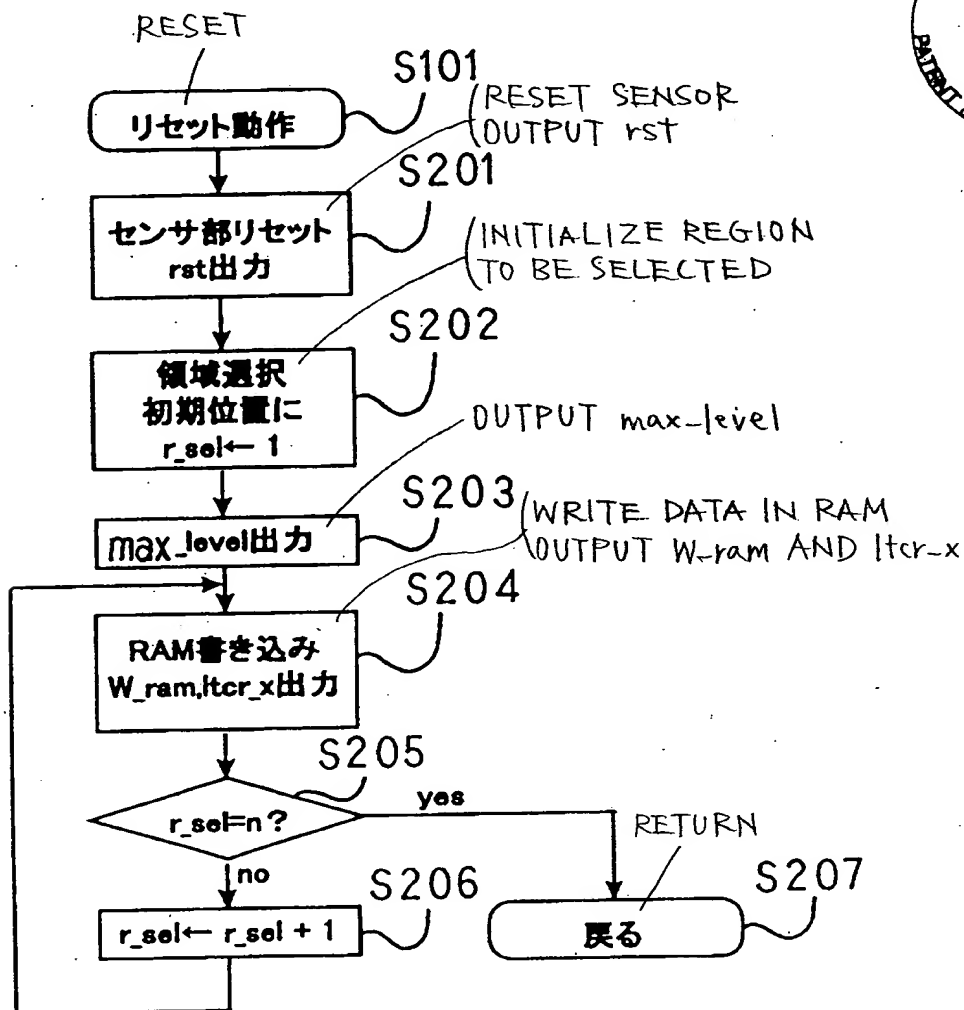 RESET
S101
リセット動作
RESET SENSOR
OUTPUT rst
S201
センサ部リセット
rst出力
INITIALIZE REGION
TO BE SELECTED
S202
領域選択
初期位置に
r_sel← 1
OUTPUT max_level
S203
max_level出力
WRITE DATA IN RAM
OUTPUT W_ram AND ltcr_x
S204
RAM書き込み
W_ram,ltcr_x出力
S205
r_sel=n?
yes
no
RETURN
S206
r_sel← r_sel + 1
S207
戻る
PATENT